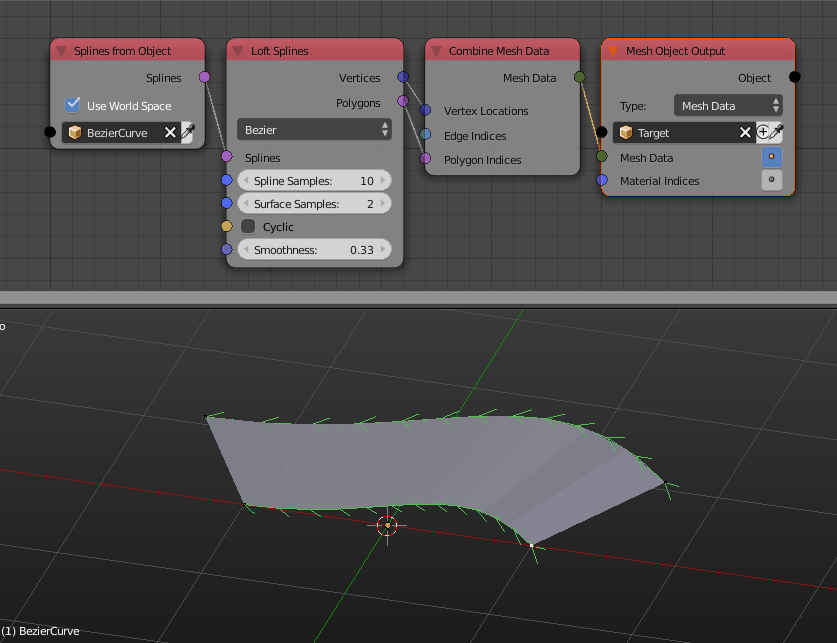 Splines from Object
Splines
Use World Space
BezierCurve
Loft Splines
Vertices
Polygons
Bezier
Splines
Spline Samples: 10
Surface Samples: 2
Cyclic
Smoothness: 0.33
Combine Mesh Data
Mesh Data
Vertex Locations
Edge Indices
Polygon Indices
Mesh Object Output
Object
Type: Mesh Data
Target
Mesh Data
Material Indices
o
(1) BezierCurve